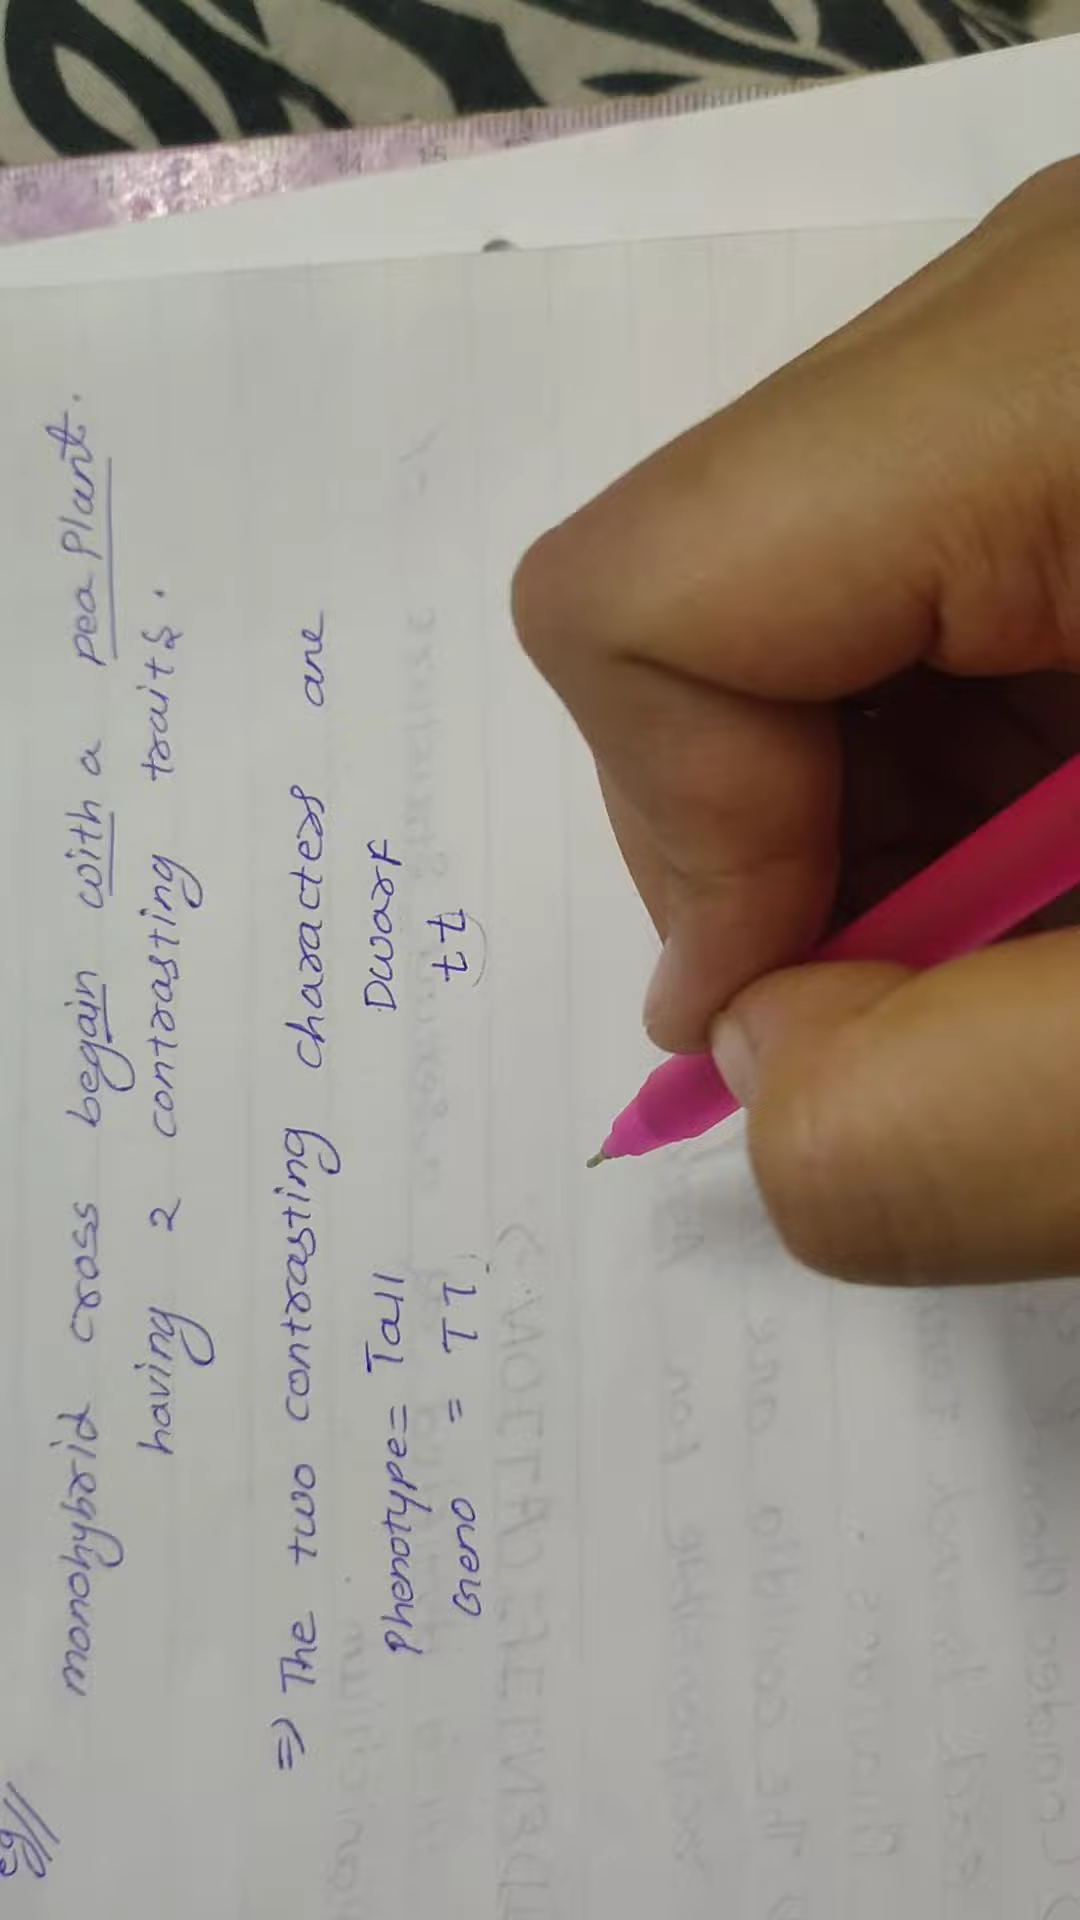 Eg//
monohybrid cross begain with a pea plant.
having 2 contrasting traits.
=> The two contrasting characters are
Phenotype= Tall Dwarf
Geno = TT tt